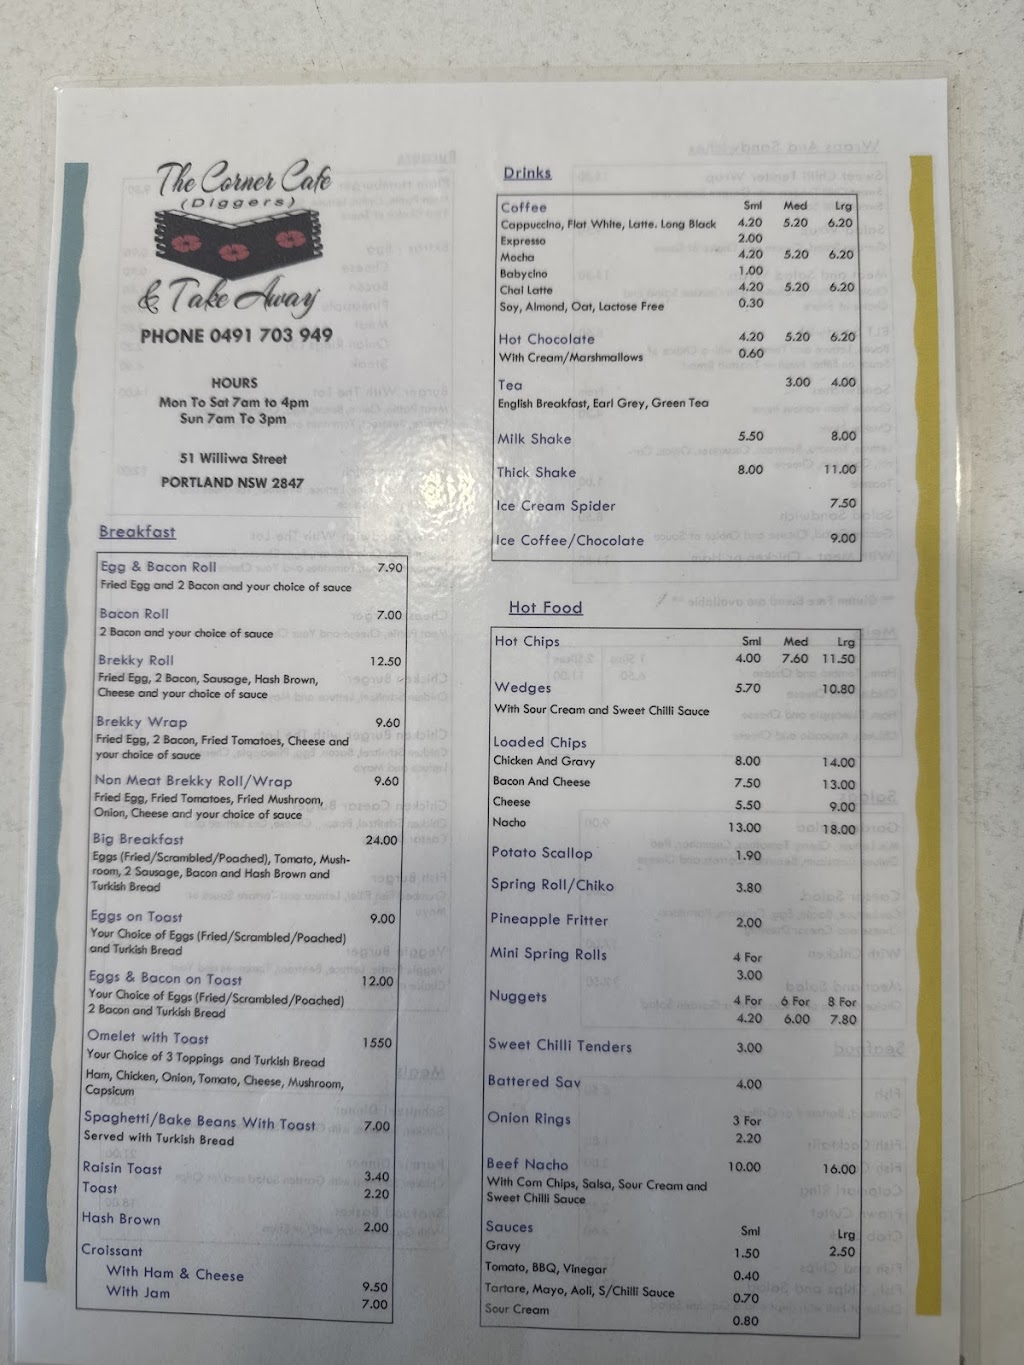 The Corner Cafe
(Diggers)
& Take Away
PHONE 0491 703 949
HOURS
Mon To Sat 7am to 4pm
Sun 7am To 3pm
51 Williwa Street
PORTLAND NSW 2847
Breakfast
Egg & Bacon Roll 7.90
Fried Egg and 2 Bacon and your choice of sauce
Bacon Roll 7.00
2 Bacon and your choice of sauce
Brekky Roll 12.50
Fried Egg, 2 Bacon, Sausage, Hash Brown,
Cheese and your choice of sauce
Brekky Wrap 9.60
Fried Egg, 2 Bacon, Fried Tomatoes, Cheese and
your choice of sauce
Non Meat Brekky Roll/Wrap 9.60
Fried Egg, Fried Tomatoes, Fried Mushroom,
Onion, Cheese and your choice of sauce
Big Breakfast 24.00
Eggs (Fried/Scrambled/Poached), Tomato, Mush-
room, 2 Sausage, Bacon and Hash Brown and
Turkish Bread
Eggs on Toast 9.00
Your Choice of Eggs (Fried/Scrambled/Poached)
and Turkish Bread
Eggs & Bacon on Toast 12.00
Your Choice of Eggs (Fried/Scrambled/Poached)
2 Bacon and Turkish Bread
Omelet with Toast 1550
Your Choice of 3 Toppings and Turkish Bread
Ham, Chicken, Onion, Tomato, Cheese, Mushroom,
Capsicum
Spaghetti/Bake Beans With Toast 7.00
Served with Turkish Bread
Raisin Toast 3.40
Toast 2.20
Hash Brown 2.00
Croissant
With Ham & Cheese 9.50
With Jam 7.00
Drinks
Coffee Sml Med Lrg
Cappuccino, Flat White, Latte. Long Black 4.20 5.20 6.20
Expresso 2.00
Mocha 4.20 5.20 6.20
Babycino 1.00
Chai Latte 4.20 5.20 6.20
Soy, Almond, Oat, Lactose Free 0.30
Hot Chocolate 4.20 5.20 6.20
With Cream/Marshmallows 0.60
Tea 3.00 4.00
English Breakfast, Earl Grey, Green Tea
Milk Shake 5.50 8.00
Thick Shake 8.00 11.00
Ice Cream Spider 7.50
Ice Coffee/Chocolate 9.00
Hot Food
Hot Chips Sml Med Lrg
4.00 7.60 11.50
Wedges 5.70 10.80
With Sour Cream and Sweet Chilli Sauce
Loaded Chips
Chicken And Gravy 8.00 14.00
Bacon And Cheese 7.50 13.00
Cheese 5.50 9.00
Nacho 13.00 18.00
Potato Scallop 1.90
Spring Roll/Chiko 3.80
Pineapple Fritter 2.00
Mini Spring Rolls 4 For
3.00
Nuggets 4 For 6 For 8 For
4.20 6.00 7.80
Sweet Chilli Tenders 3.00
Battered Sav 4.00
Onion Rings 3 For
2.20
Beef Nacho 10.00 16.00
With Corn Chips, Salsa, Sour Cream and
Sweet Chilli Sauce
Sauces Sml Lrg
Gravy 1.50 2.50
Tomato, BBQ, Vinegar 0.40
Tartare, Mayo, Aoli, S/Chilli Sauce 0.70
Sour Cream 0.80